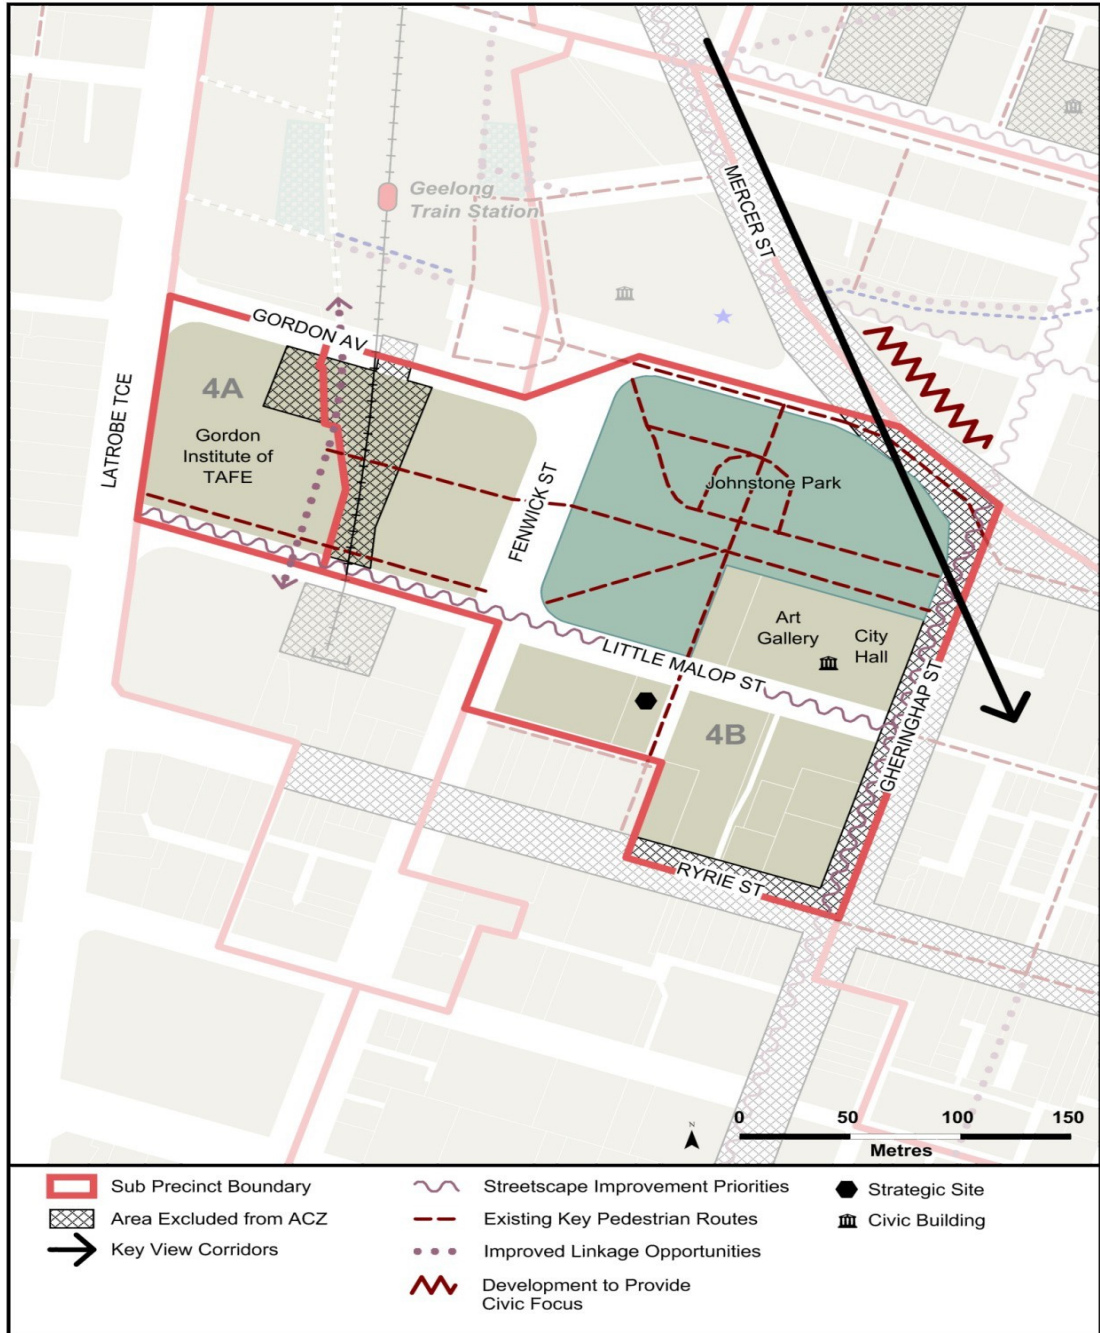 Geelong
Train Station
MERCER ST
GORDON AV
4A
LATROBE TCE
Gordon
Institute of
TAFE
FENWICK ST
Johnstone Park
Art
Gallery
City
Hall
LITTLE MALOP ST
4B
GHERINGHAP ST
RYRIE ST
N
0 50 100 150
Metres
Sub Precinct Boundary
Area Excluded from ACZ
Key View Corridors
Streetscape Improvement Priorities
Existing Key Pedestrian Routes
Improved Linkage Opportunities
Development to Provide
Civic Focus
Strategic Site
Civic Building